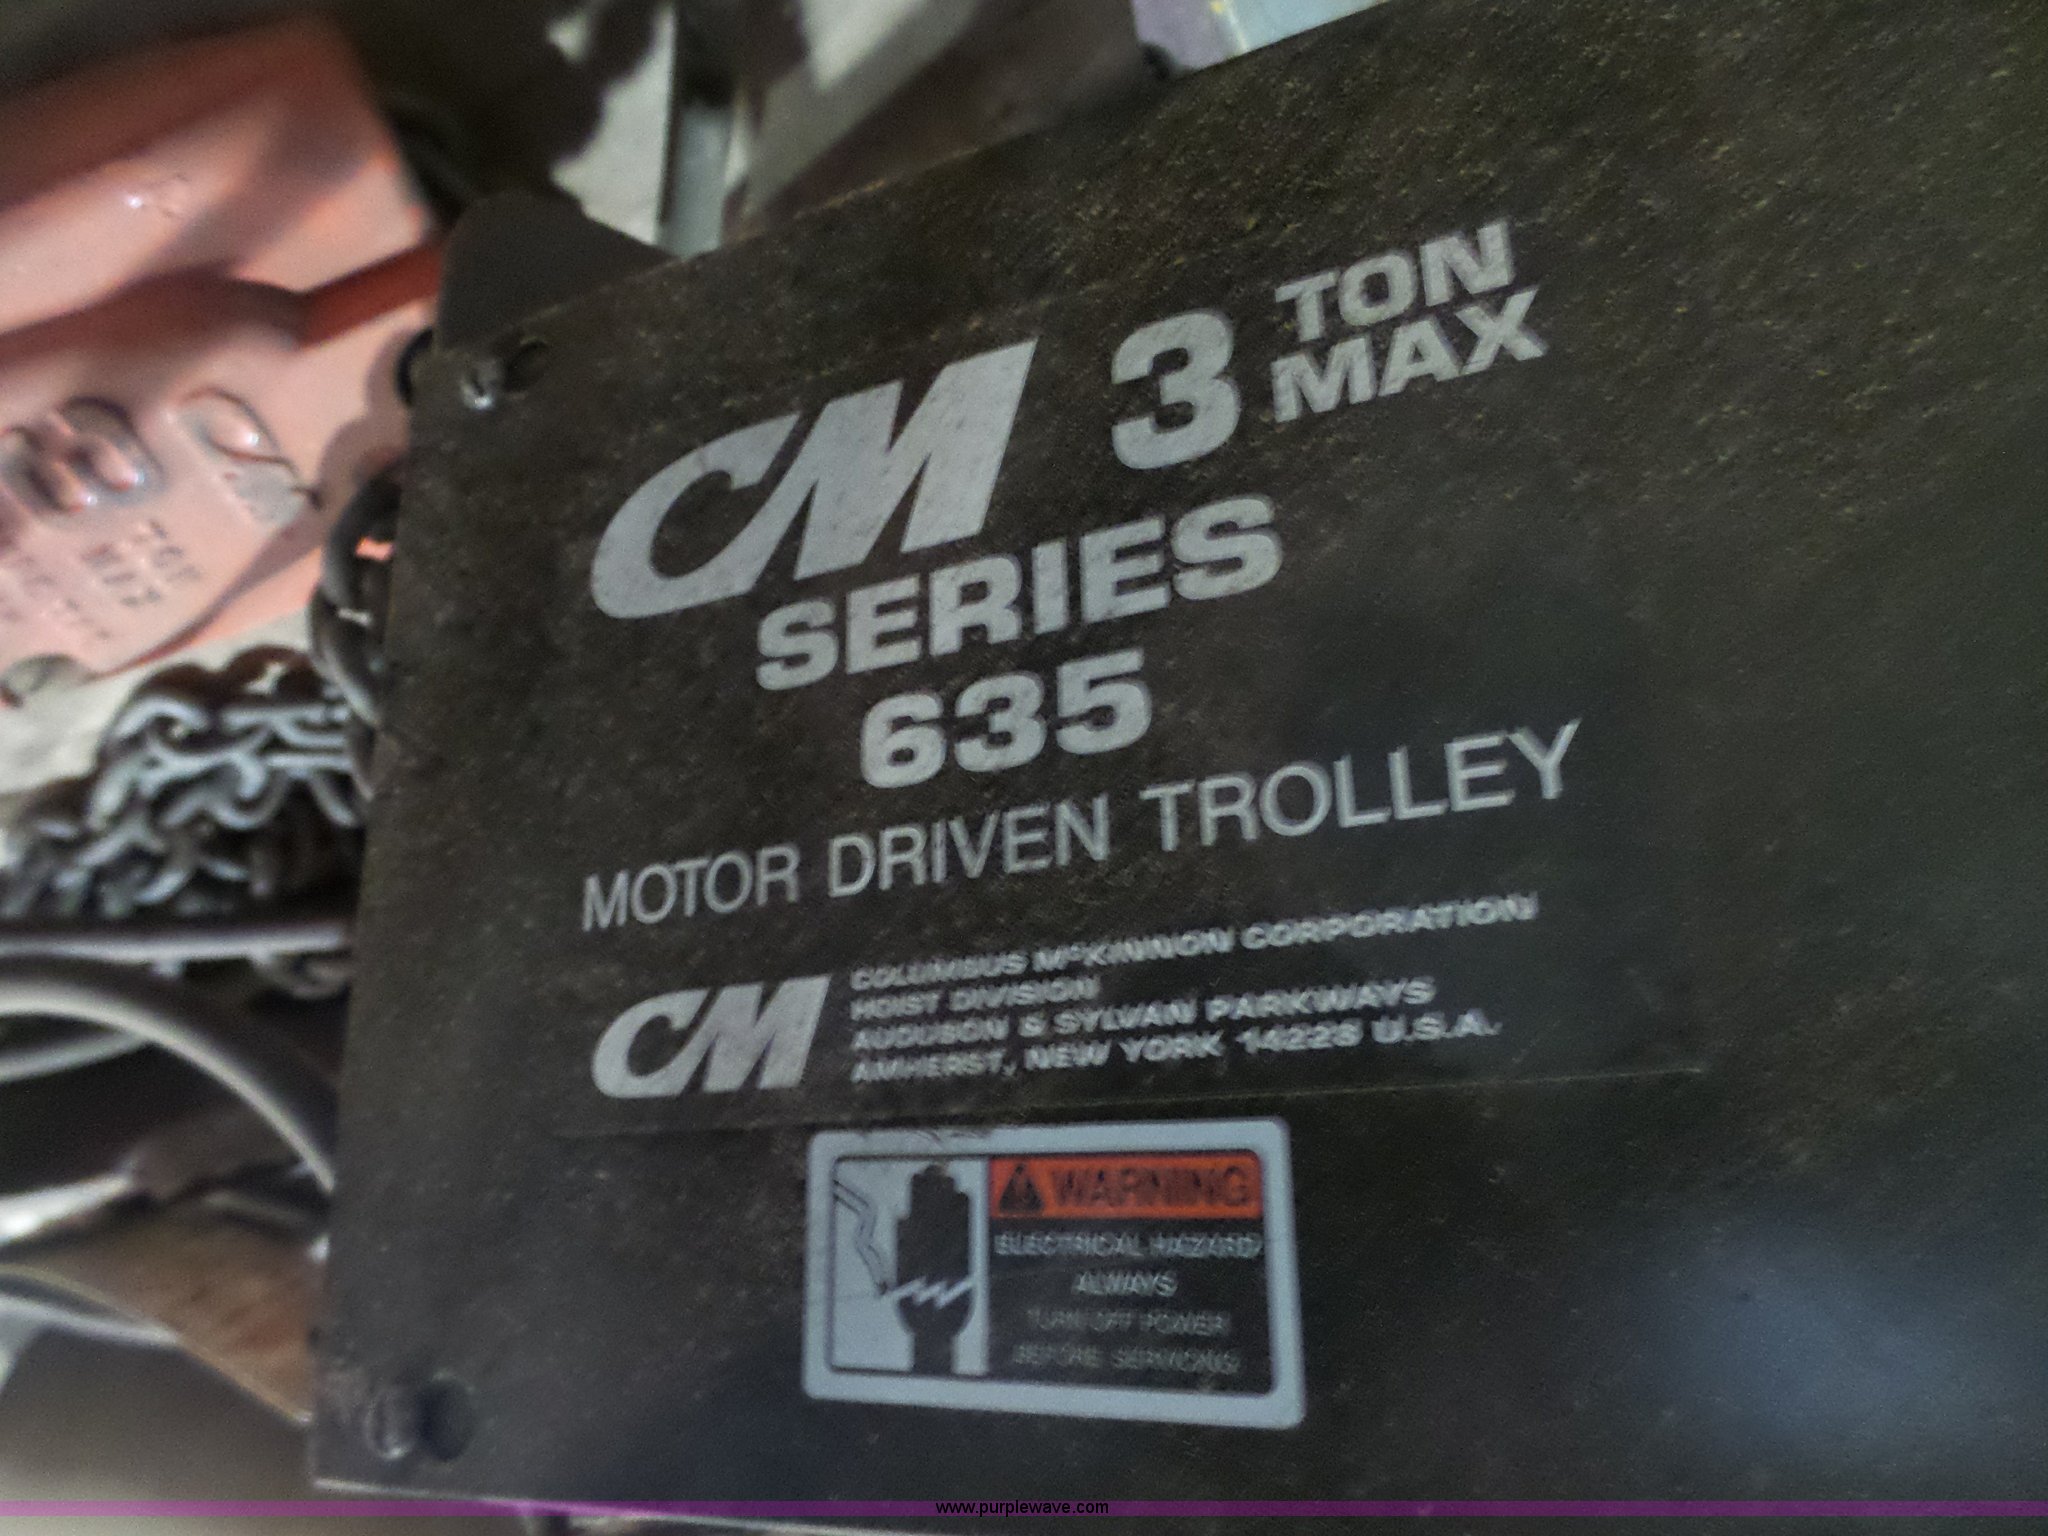 CM 3 TON MAX
SERIES
635
MOTOR DRIVEN TROLLEY
CM
COLUMBUS McKINNON CORPORATION
HOIST DIVISION
AUDUBON & SYLVAN PARKWAYS
AMHERST, NEW YORK 14228 U.S.A.
WARNING
ELECTRICAL HAZARD
ALWAYS
TURN OFF POWER
BEFORE SERVICING
www.purplewave.com